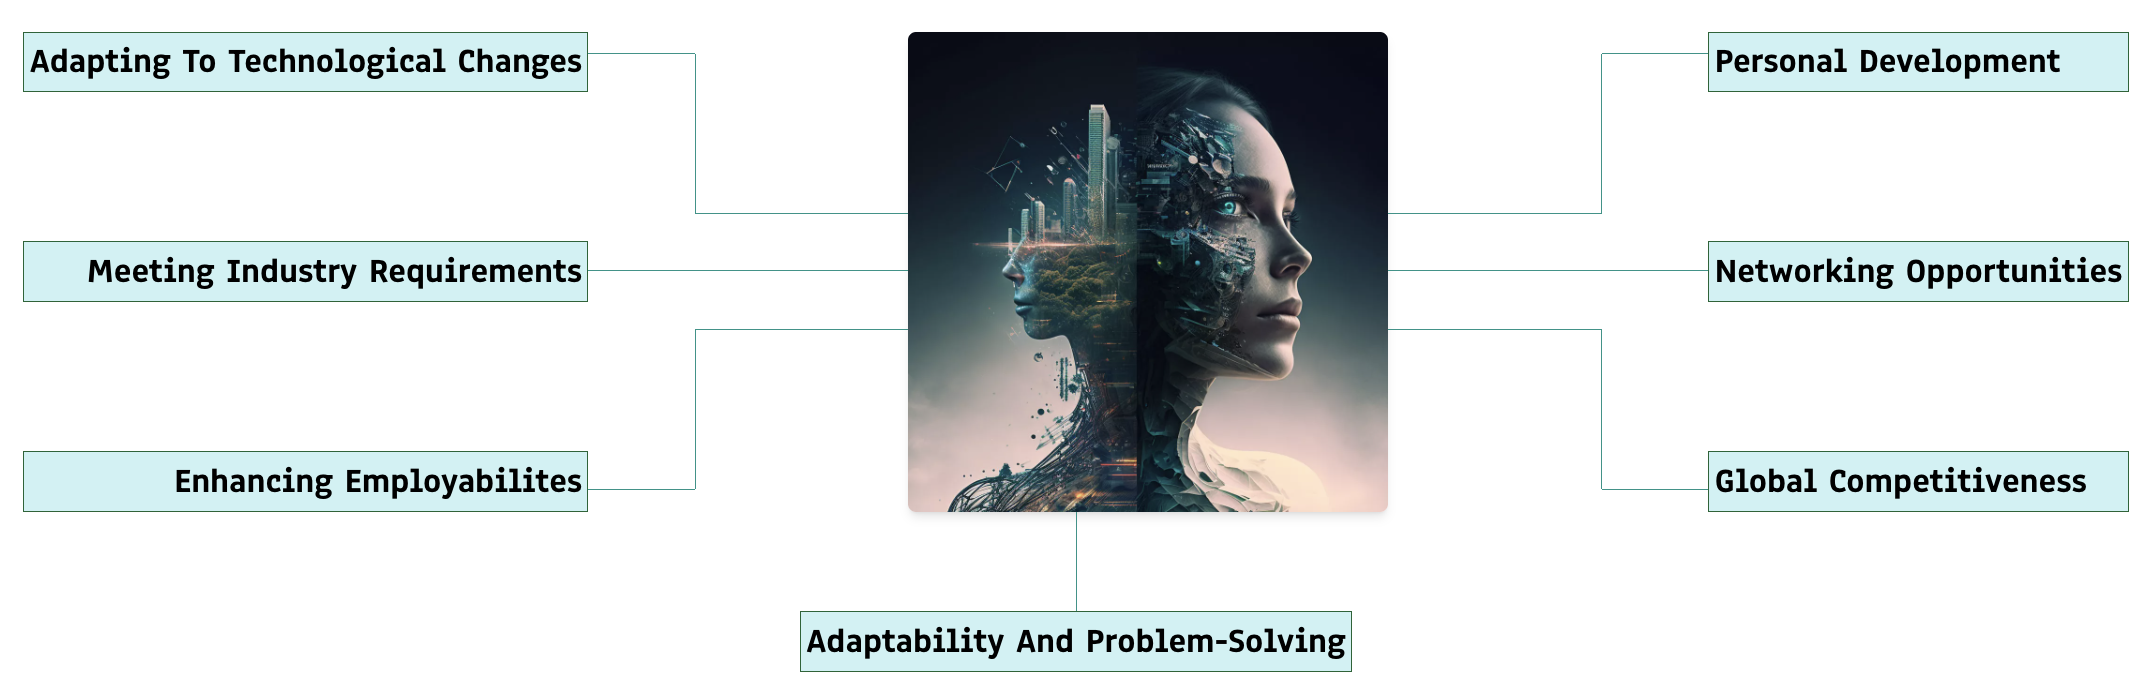 Adapting To Technological Changes
Personal Development
Meeting Industry Requirements
Networking Opportunities
Enhancing Employabilites
Global Competitiveness
Adaptability And Problem-Solving